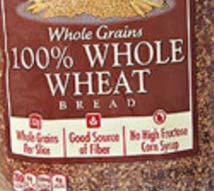 Whole Grains
100% WHOLE
WHEAT
BREAD
Whole Grains
Per Slice
Good Source
of Fiber
No High Fructose
Corn Syrup